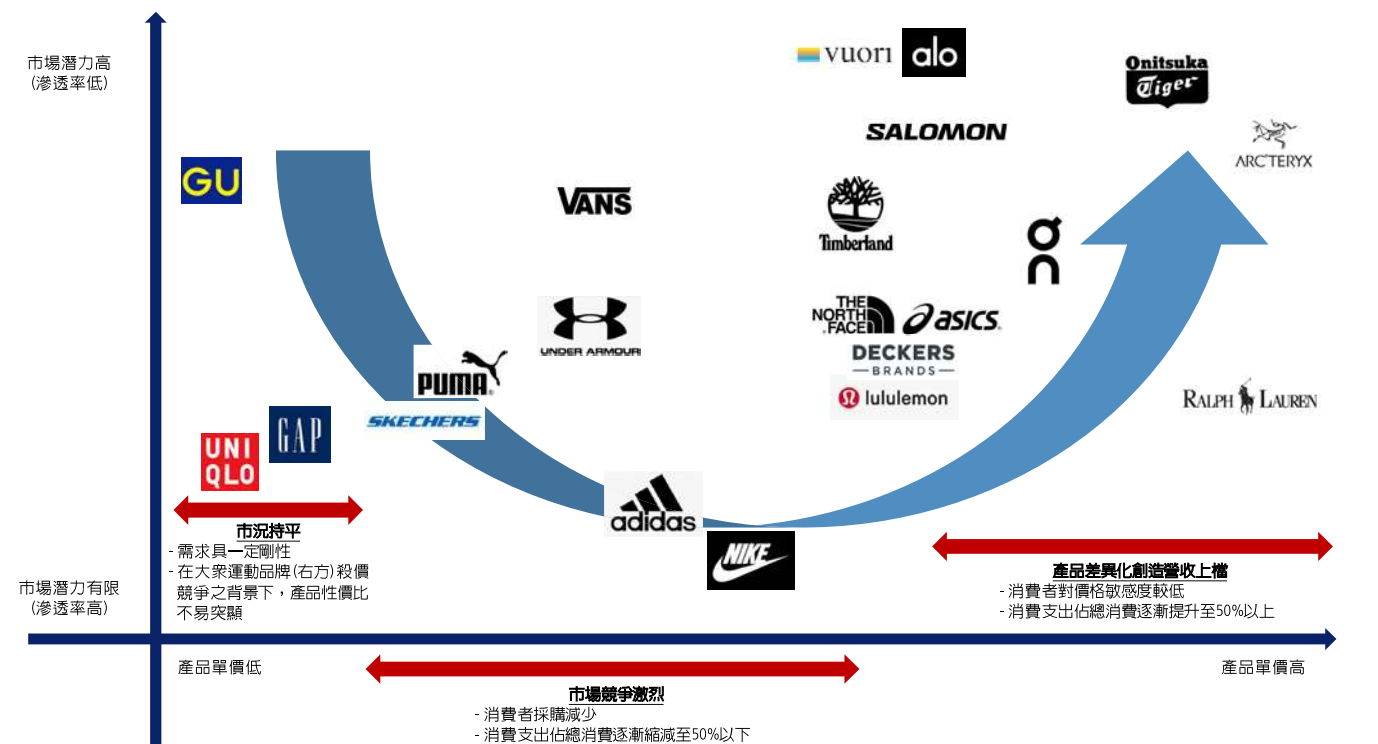 市場潛力高
(滲透率低)
vuori
alo
Onitsuka
Tiger
SALOMON
ARC'TERYX
GU
VANS
Timberland
on
UNDER ARMOUR
THE
NORTH
FACE
asics
DECKERS
BRANDS
PUMA
lululemon
RALPH LAUREN
SKECHERS
GAP
UNI
QLO
adidas
NIKE
市況持平
- 需求具一定剛性
- 在大眾運動品牌(右方)殺價
競爭之背景下,產品性價比
不易突顯
產品差異化創造營收上檔
- 消費者對價格敏感度較低
- 消費支出佔總消費逐漸提升至50%以上
市場潛力有限
(滲透率高)
產品單價低
產品單價高
市場競爭激烈
- 消費者採購減少
- 消費支出佔總消費逐漸縮減至50%以下